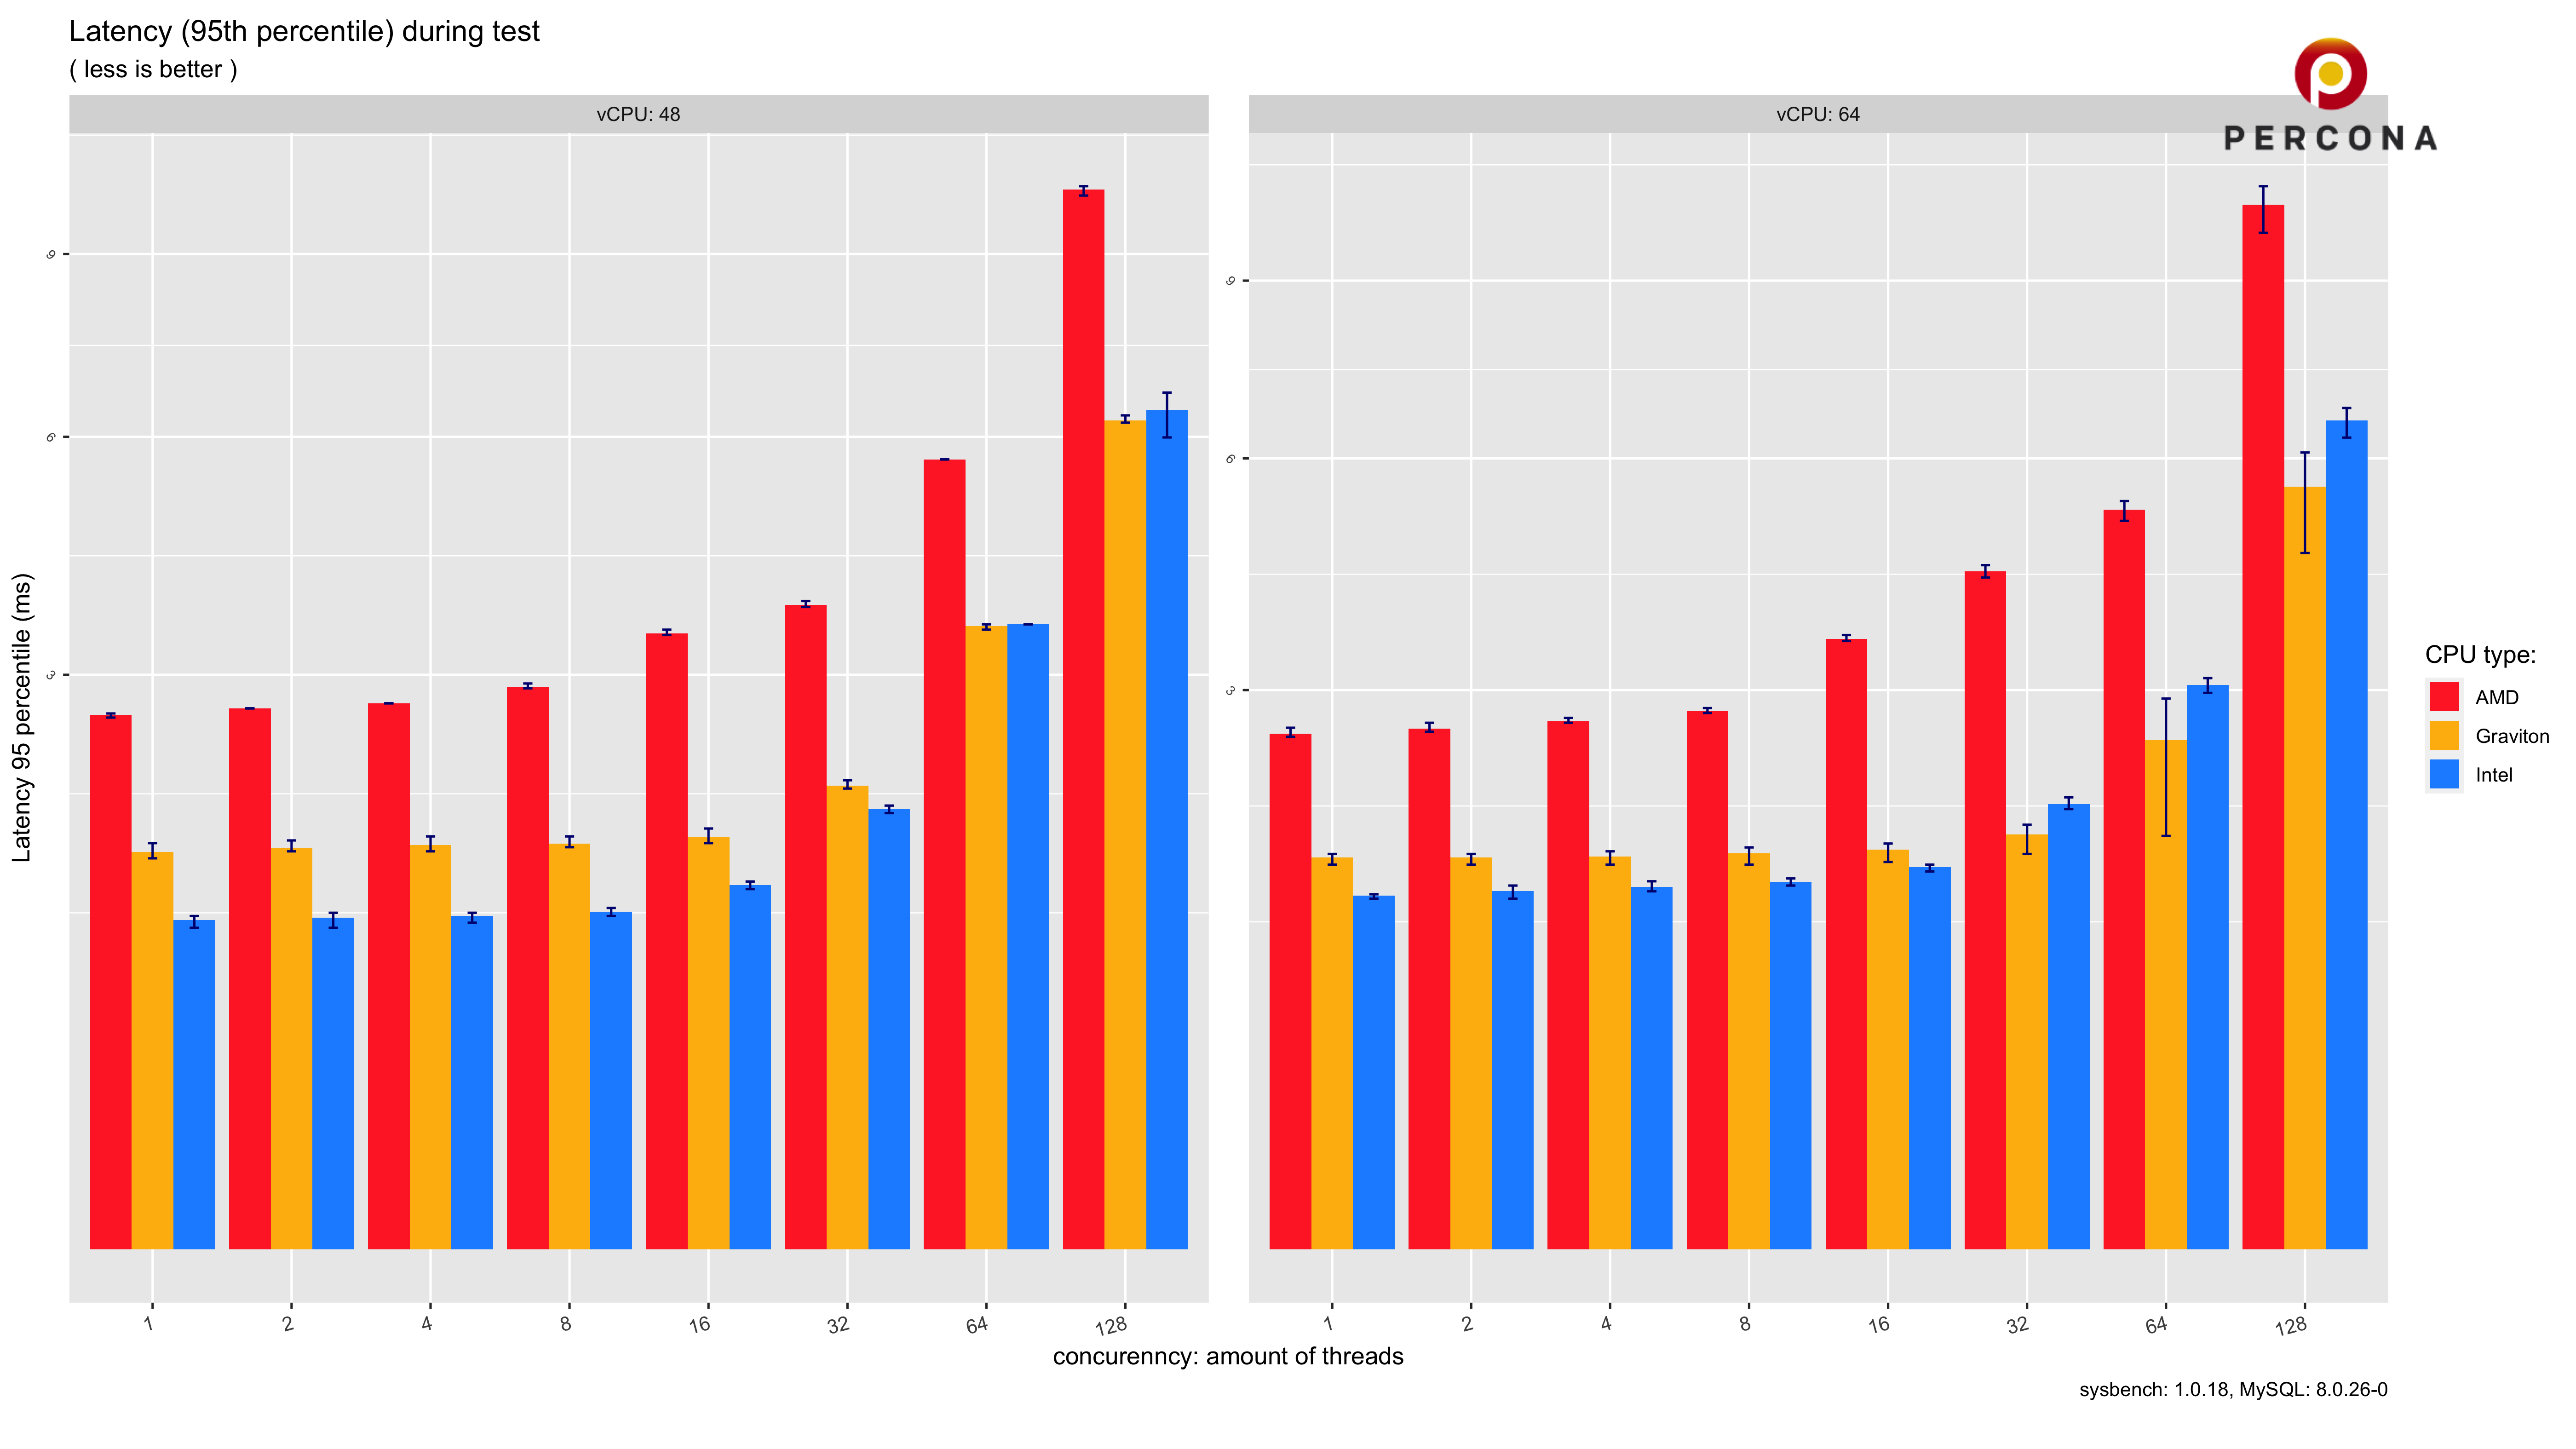 Latency (95th percentile) during test
( less is better )
PERCONA
vCPU: 48
vCPU: 64
Latency 95 percentile (ms)
9
6
3
9
6
3
1 2 4 8 16 32 64 128
1 2 4 8 16 32 64 128
concurenncy: amount of threads
CPU type:
AMD
Graviton
Intel
sysbench: 1.0.18, MySQL: 8.0.26-0